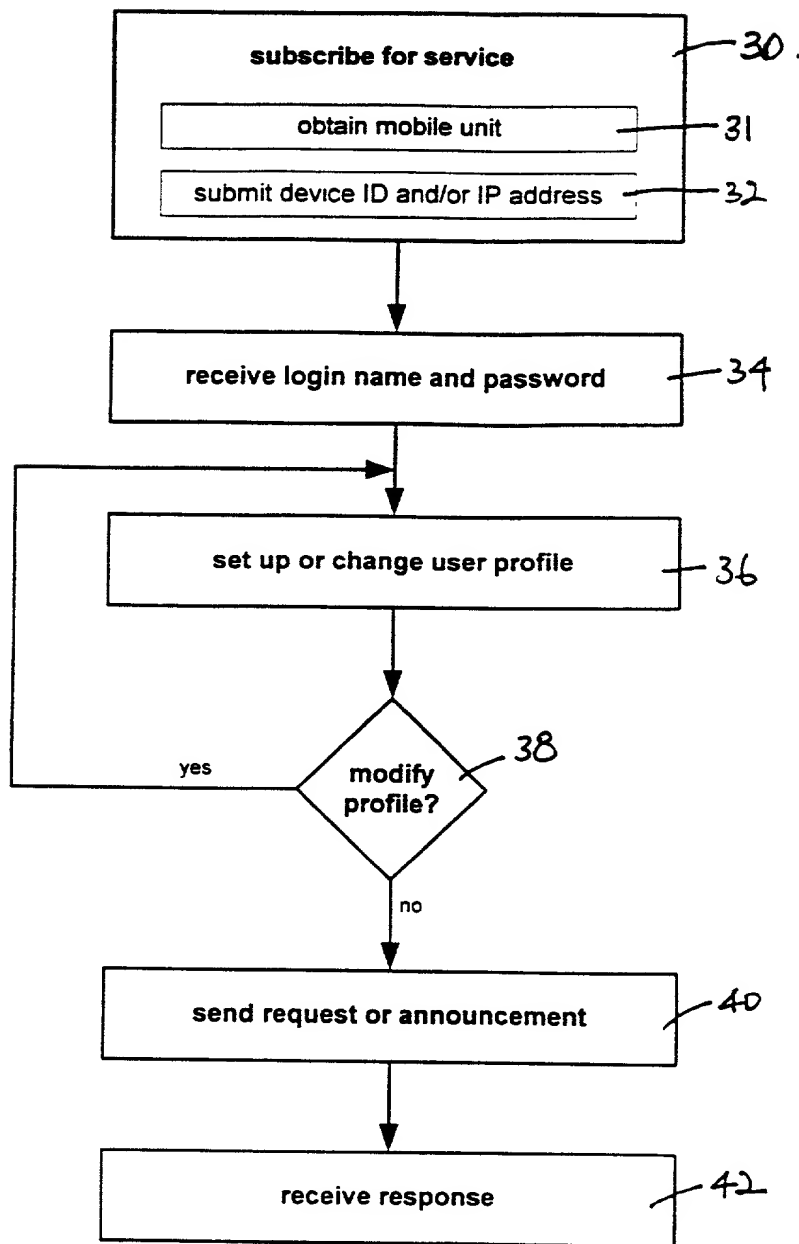 subscribe for service 30
obtain mobile unit 31
submit device ID and/or IP address 32
receive login name and password 34
set up or change user profile 36
modify 38
profile?
yes
no
send request or announcement 40
receive response 42